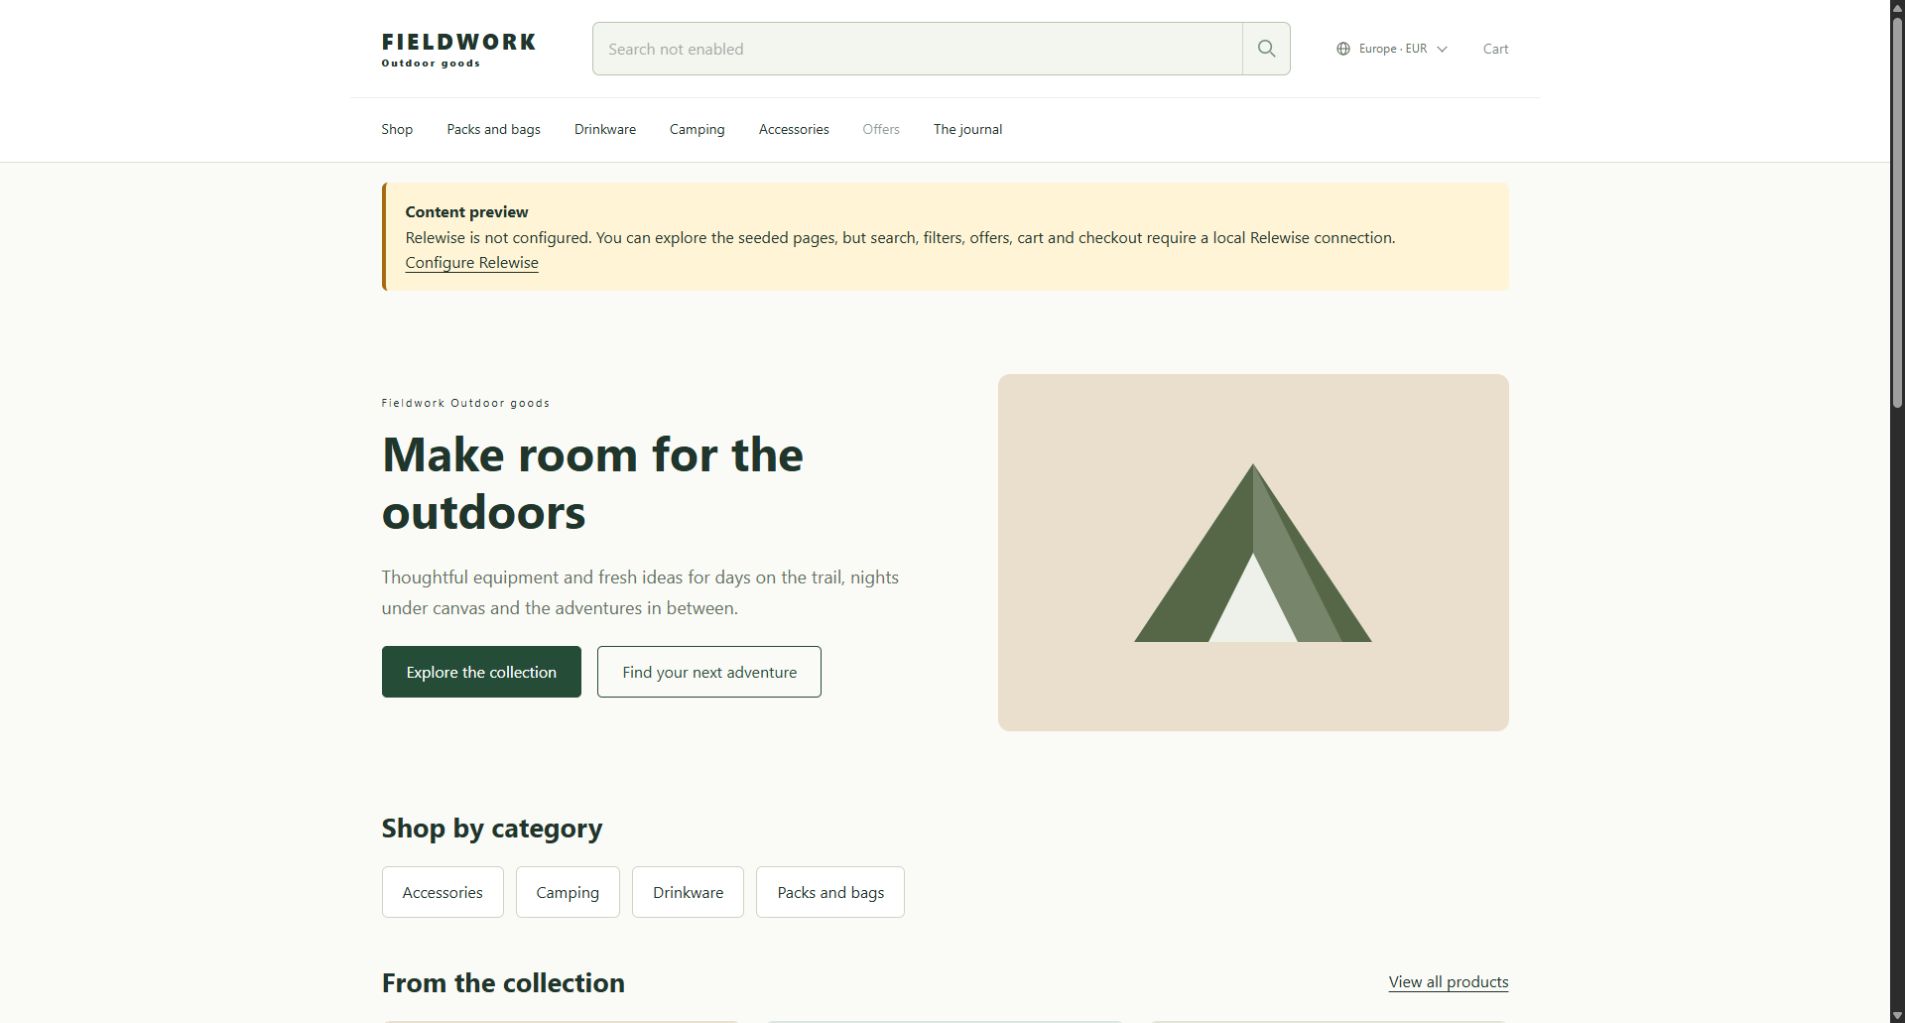 FIELDWORK
Outdoor goods
Search not enabled
Europe · EUR
Cart
Shop
Packs and bags
Drinkware
Camping
Accessories
Offers
The journal
Content preview
Relewise is not configured. You can explore the seeded pages, but search, filters, offers, cart and checkout require a local Relewise connection.
Configure Relewise
Fieldwork Outdoor goods
Make room for the
outdoors
Thoughtful equipment and fresh ideas for days on the trail, nights
under canvas and the adventures in between.
Explore the collection
Find your next adventure
Shop by category
Accessories
Camping
Drinkware
Packs and bags
From the collection
View all products